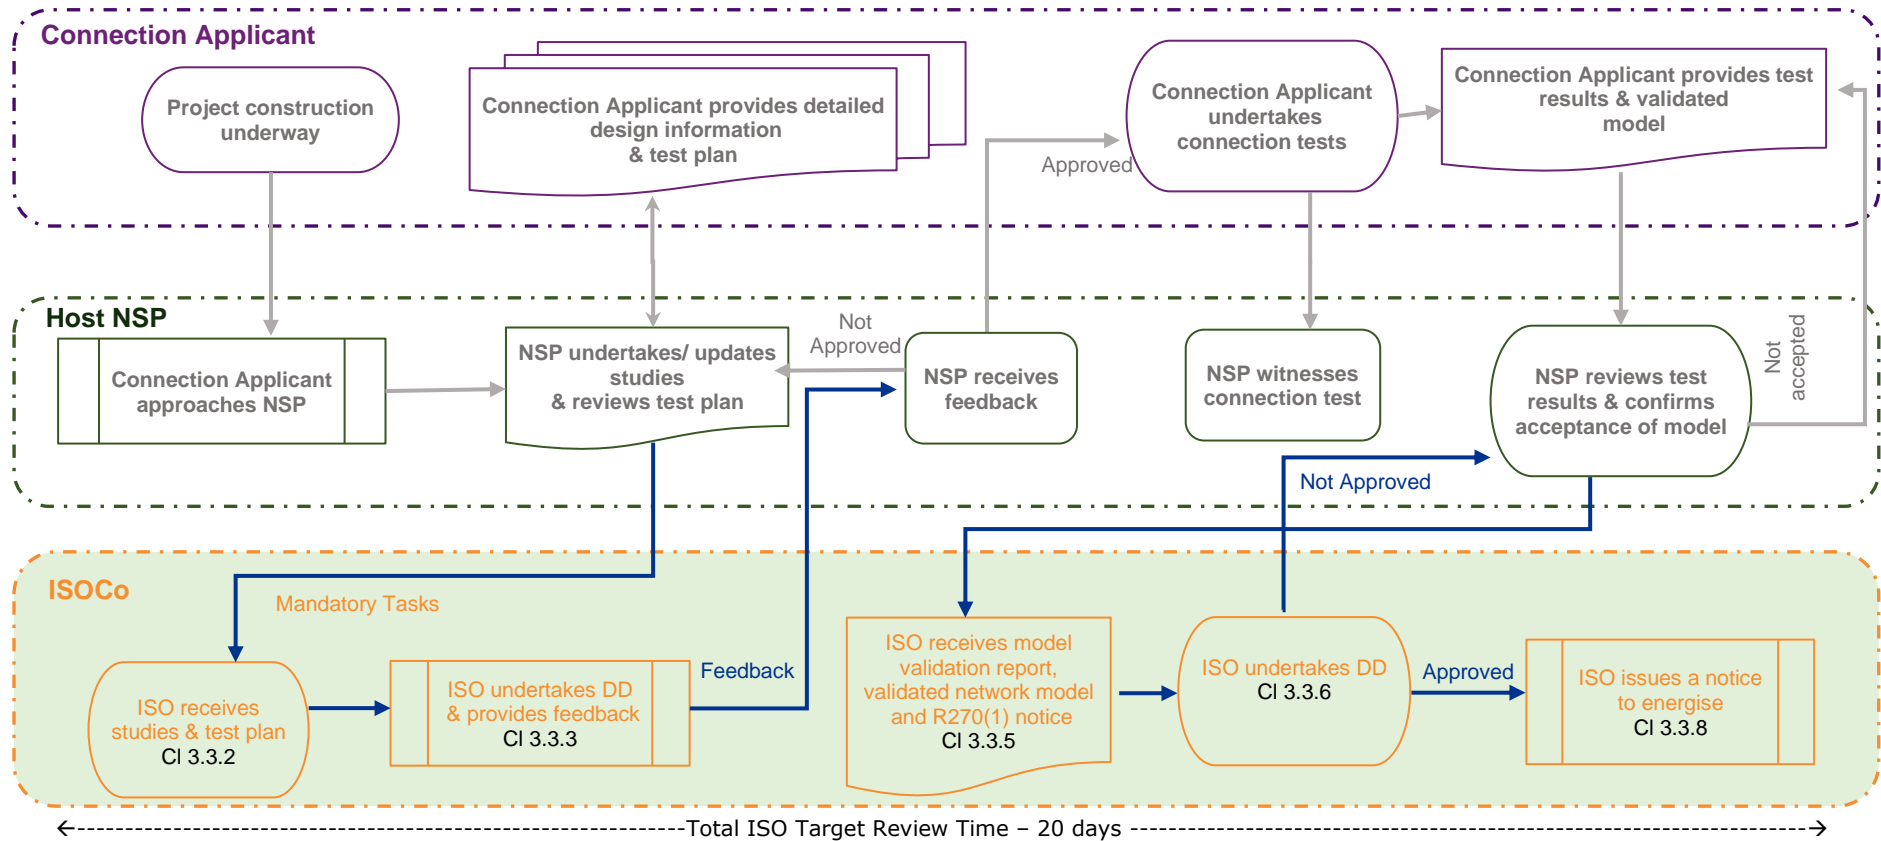 Connection Applicant
Project construction
underway
Connection Applicant provides detailed
design information
& test plan
Approved
Connection Applicant
undertakes
connection tests
Connection Applicant provides test
results & validated
model
Host NSP
Connection Applicant
approaches NSP
NSP undertakes/ updates
studies
& reviews test plan
Not
Approved
NSP receives
feedback
NSP witnesses
connection test
NSP reviews test
results & confirms
acceptance of model
Not
accepted
Not Approved
ISOCo
Mandatory Tasks
ISO receives
studies & test plan
Cl 3.3.2
ISO undertakes DD
& provides feedback
Cl 3.3.3
Feedback
ISO receives model
validation report,
validated network model
and R270(1) notice
Cl 3.3.5
ISO undertakes DD
Cl 3.3.6
Approved
ISO issues a notice
to energise
Cl 3.3.8
Total ISO Target Review Time – 20 days